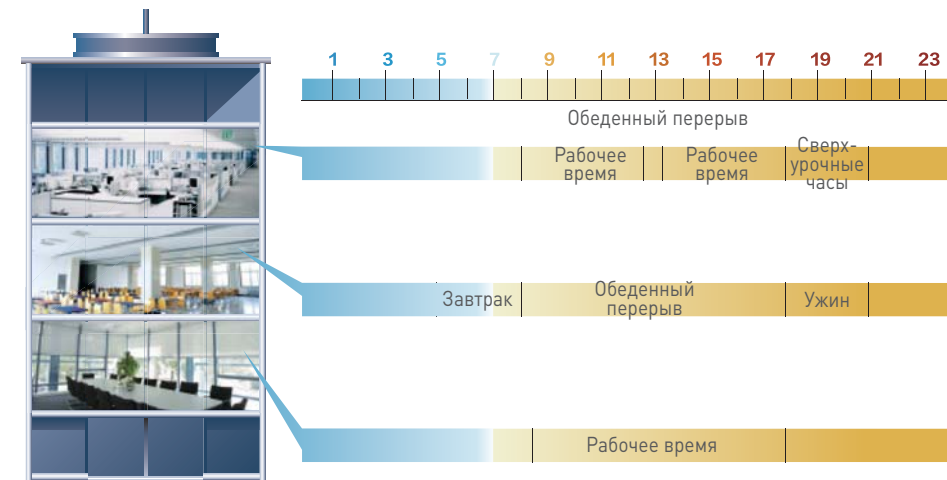 1 3 5 7 9 11 13 15 17 19 21 23
Обеденный перерыв
Рабочее
время
Рабочее
время
Сверх-
урочные
часы
Завтрак
Обеденный
перерыв
Ужин
Рабочее время